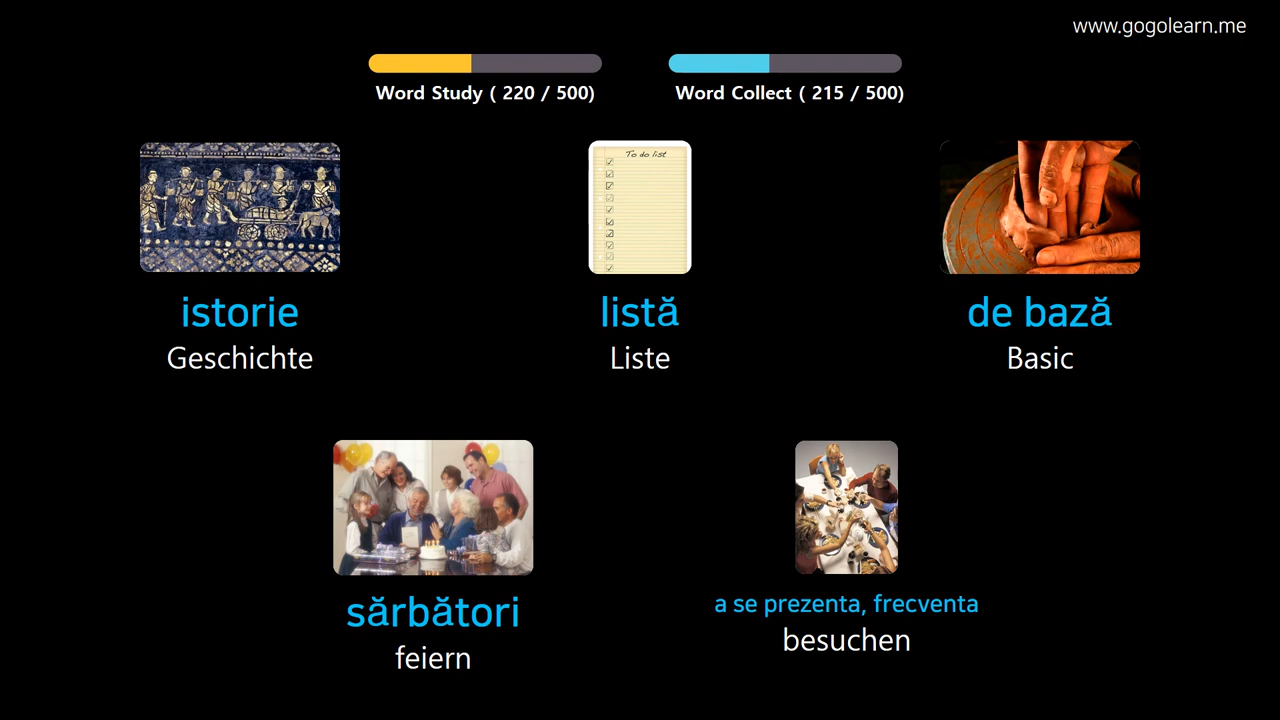 www.gogolearn.me
Word Study ( 220 / 500)
Word Collect ( 215 / 500)
To do list
istorie
Geschichte
listă
Liste
de bază
Basic
sărbători
feiern
a se prezenta, frecventa
besuchen